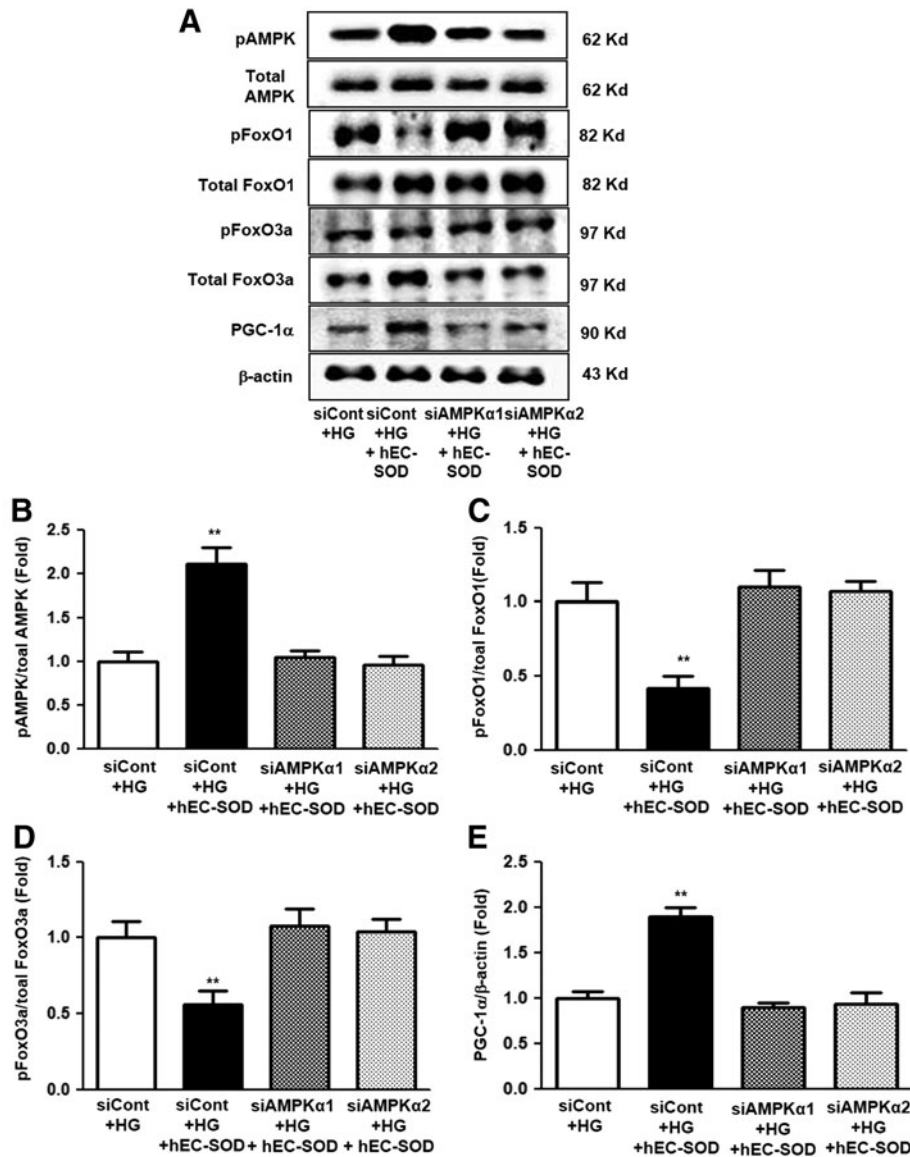 A
pAMPK 62 Kd
Total
AMPK 62 Kd
pFoxO1 82 Kd
Total FoxO1 82 Kd
pFoxO3a 97 Kd
Total FoxO3a 97 Kd
PGC-1α 90 Kd
β-actin 43 Kd
siCont siCont siAMPKα1 siAMPKα2
+HG +HG +HG +HG
+ hEC- + hEC- + hEC-
SOD SOD SOD
B
pAMPK/toal AMPK (Fold)
2.5
2.0
1.5
1.0
0.5
0.0
**
siCont siCont siAMPKα1 siAMPKα2
+HG +HG +HG +HG
+hEC-SOD +hEC-SOD +hEC-SOD
C
pFoxO1/toal FoxO1(Fold)
1.5
1.0
0.5
0.0
**
siCont siCont siAMPKα1 siAMPKα2
+HG +HG +HG +HG
+hEC-SOD +hEC-SOD +hEC-SOD
D
pFoxO3a/toal FoxO3a (Fold)
1.5
1.0
0.5
0.0
**
siCont siCont siAMPKα1 siAMPKα2
+HG +HG +HG +HG
+hEC-SOD + hEC-SOD + hEC-SOD
E
PGC-1α/β-actin (Fold)
2.5
2.0
1.5
1.0
0.5
0.0
**
siCont siCont siAMPKα1 siAMPKα2
+HG +HG +HG +HG
+hEC-SOD +hEC-SOD +hEC-SOD